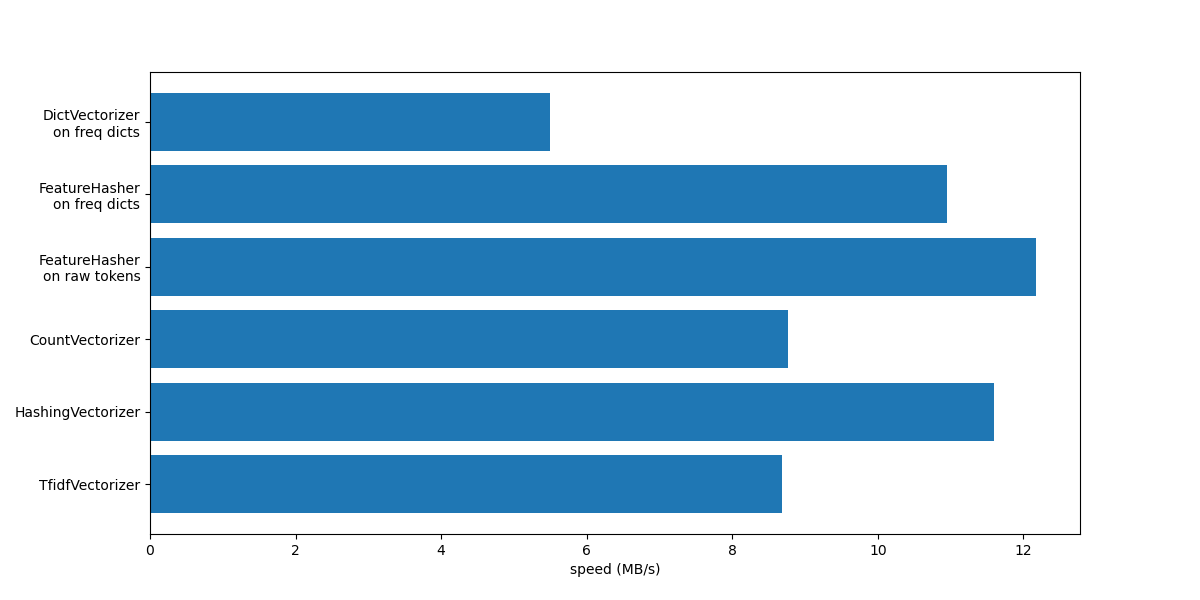 DictVectorizer
on freq dicts
FeatureHasher
on freq dicts
FeatureHasher
on raw tokens
CountVectorizer
HashingVectorizer
TfidfVectorizer
0 2 4 6 8 10 12
speed (MB/s)